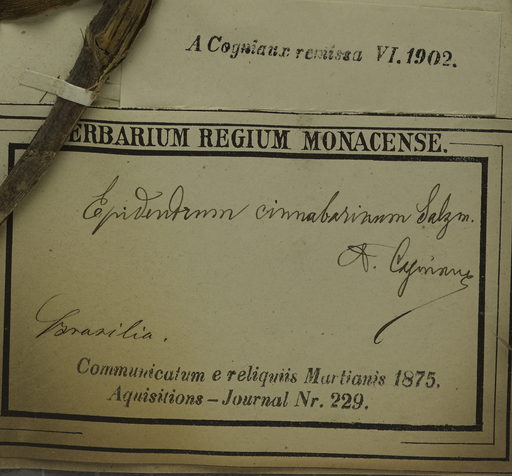 A Cogniaux remissa VI. 1902.
ERBARIUM REGIUM MONACENSE.
Epidendrum cinnabarinum Salzm.
A. Cogniaux
Brasilia.
Communicatum e reliquiis Martianis 1875.
Aquisitions – Journal Nr. 229.